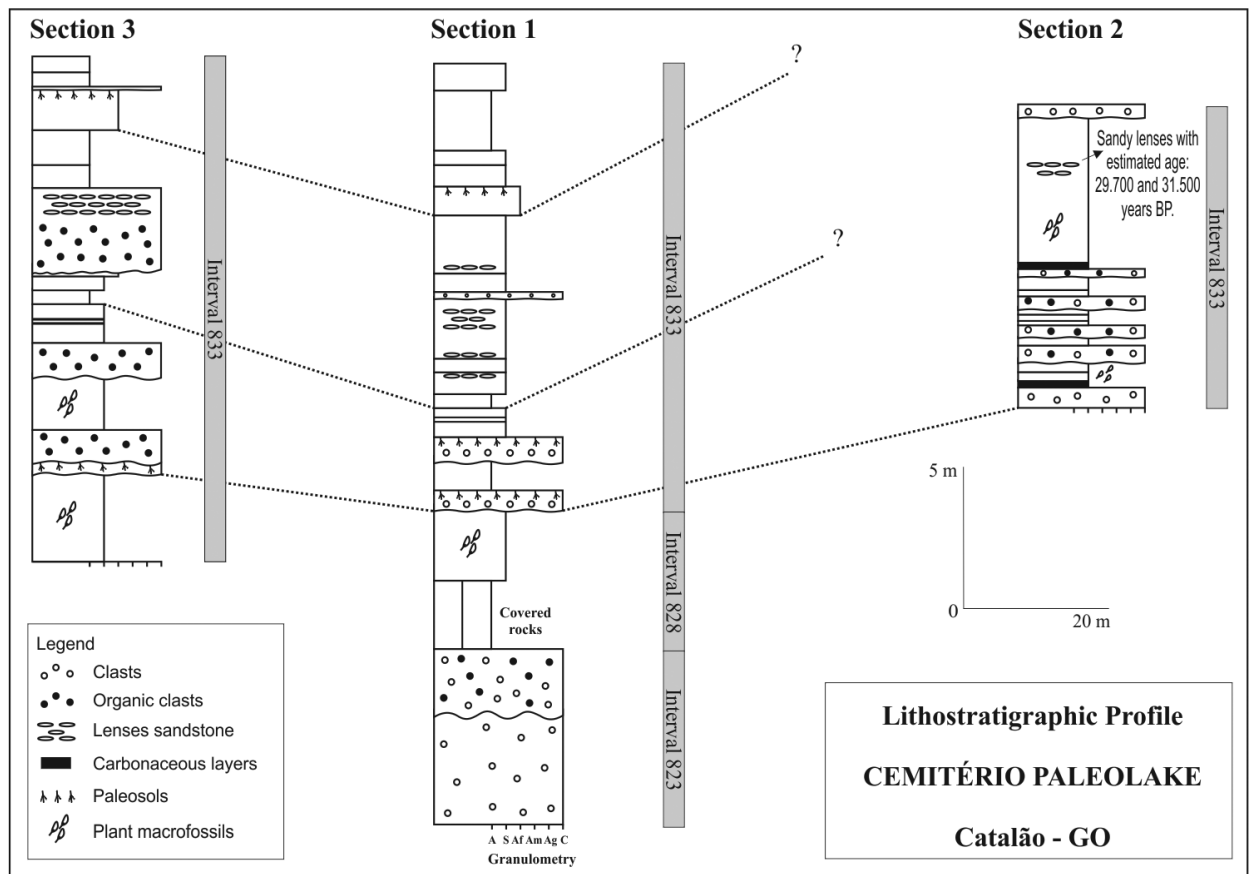 Section 3
Section 1
Section 2
?
?
Sandy lenses with
estimated age:
29.700 and 31.500
years BP.
Interval 833
Interval 833
Interval 833
Interval 828
Interval 823
Covered
rocks
5 m
0
20 m
A S Af Am Ag C
Granulometry
Legend
Clasts
Organic clasts
Lenses sandstone
Carbonaceous layers
Paleosols
Plant macrofossils
Lithostratigraphic Profile
CEMITÉRIO PALEOLAKE
Catalão - GO